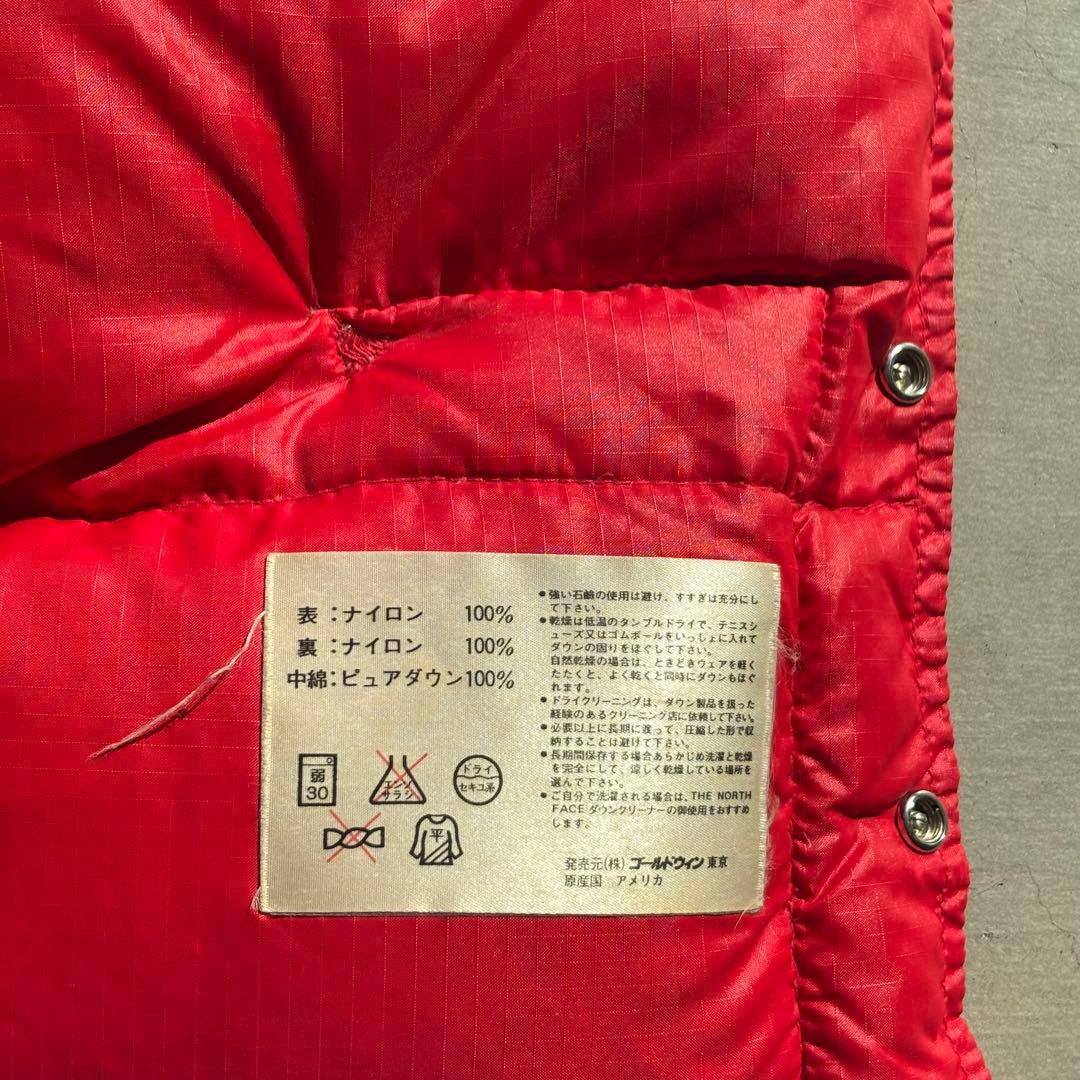 表：ナイロン 100%
裏：ナイロン 100%
中綿：ピュアダウン100%
弱
30
エンソ
サラシ
ドライ
セキユ系
平
●強い石鹸の使用は避け、すすぎは充分にし
て下さい。
●乾燥は低温のタンブルドライで、テニスシ
ューズ又はゴムボールをいっしょに入れて
ダウンの固りをほぐして下さい。
自然乾燥の場合は、ときどきウェアを軽く
たたくと、よく乾くと同時にダウンもほぐ
れます。
●ドライクリーニングは、ダウン製品を扱った
経験のあるクリーニング店に依頼して下さい。
●必要以上に長期に渡って、圧縮した形で収
納することは避けて下さい。
●長期間保存する場合あらかじめ洗濯と乾燥
を完全にして、涼しく乾燥している場所を
選んで下さい。
●ご自分で洗濯される場合は、THE NORTH
FACE ダウンクリーナーの御使用をおすすめ
します。
発売元(株) ゴールドウィン 東京
原産国 アメリカ